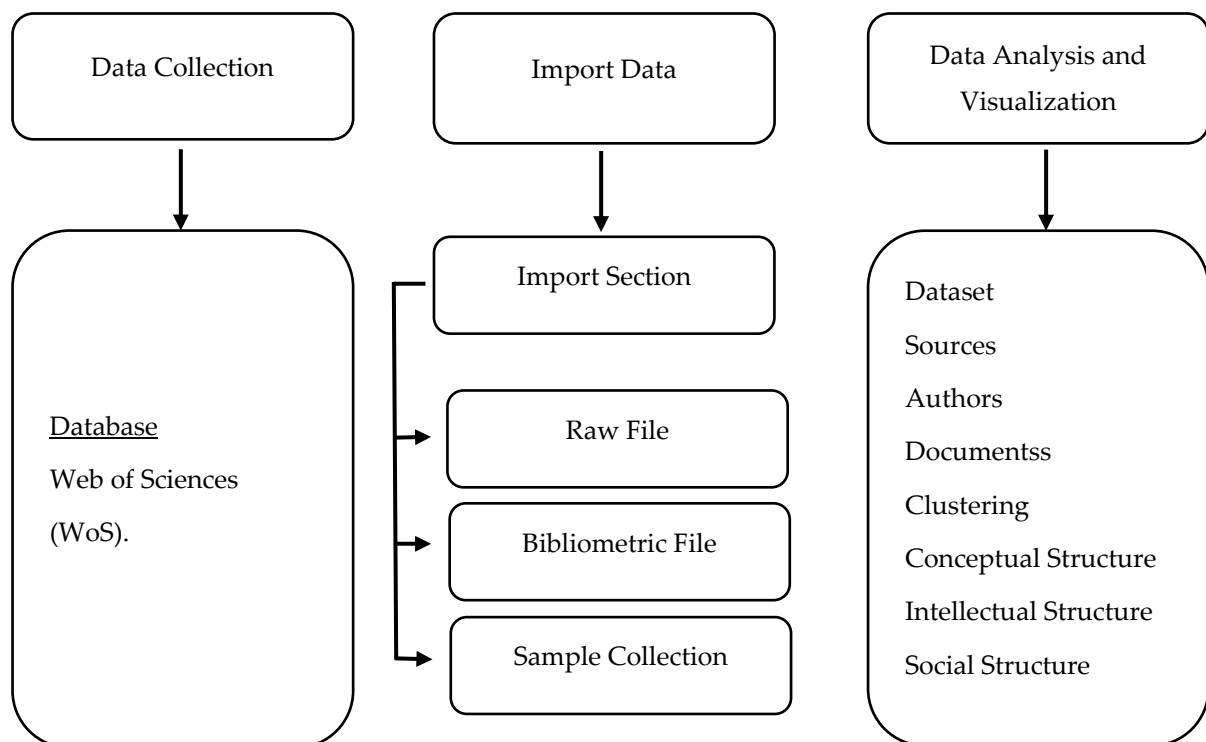 Data Collection
Database
Web of Sciences
(WoS).
Import Data
Import Section
Raw File
Bibliometric File
Sample Collection
Data Analysis and
Visualization
Dataset
Sources
Authors
Documentss
Clustering
Conceptual Structure
Intellectual Structure
Social Structure